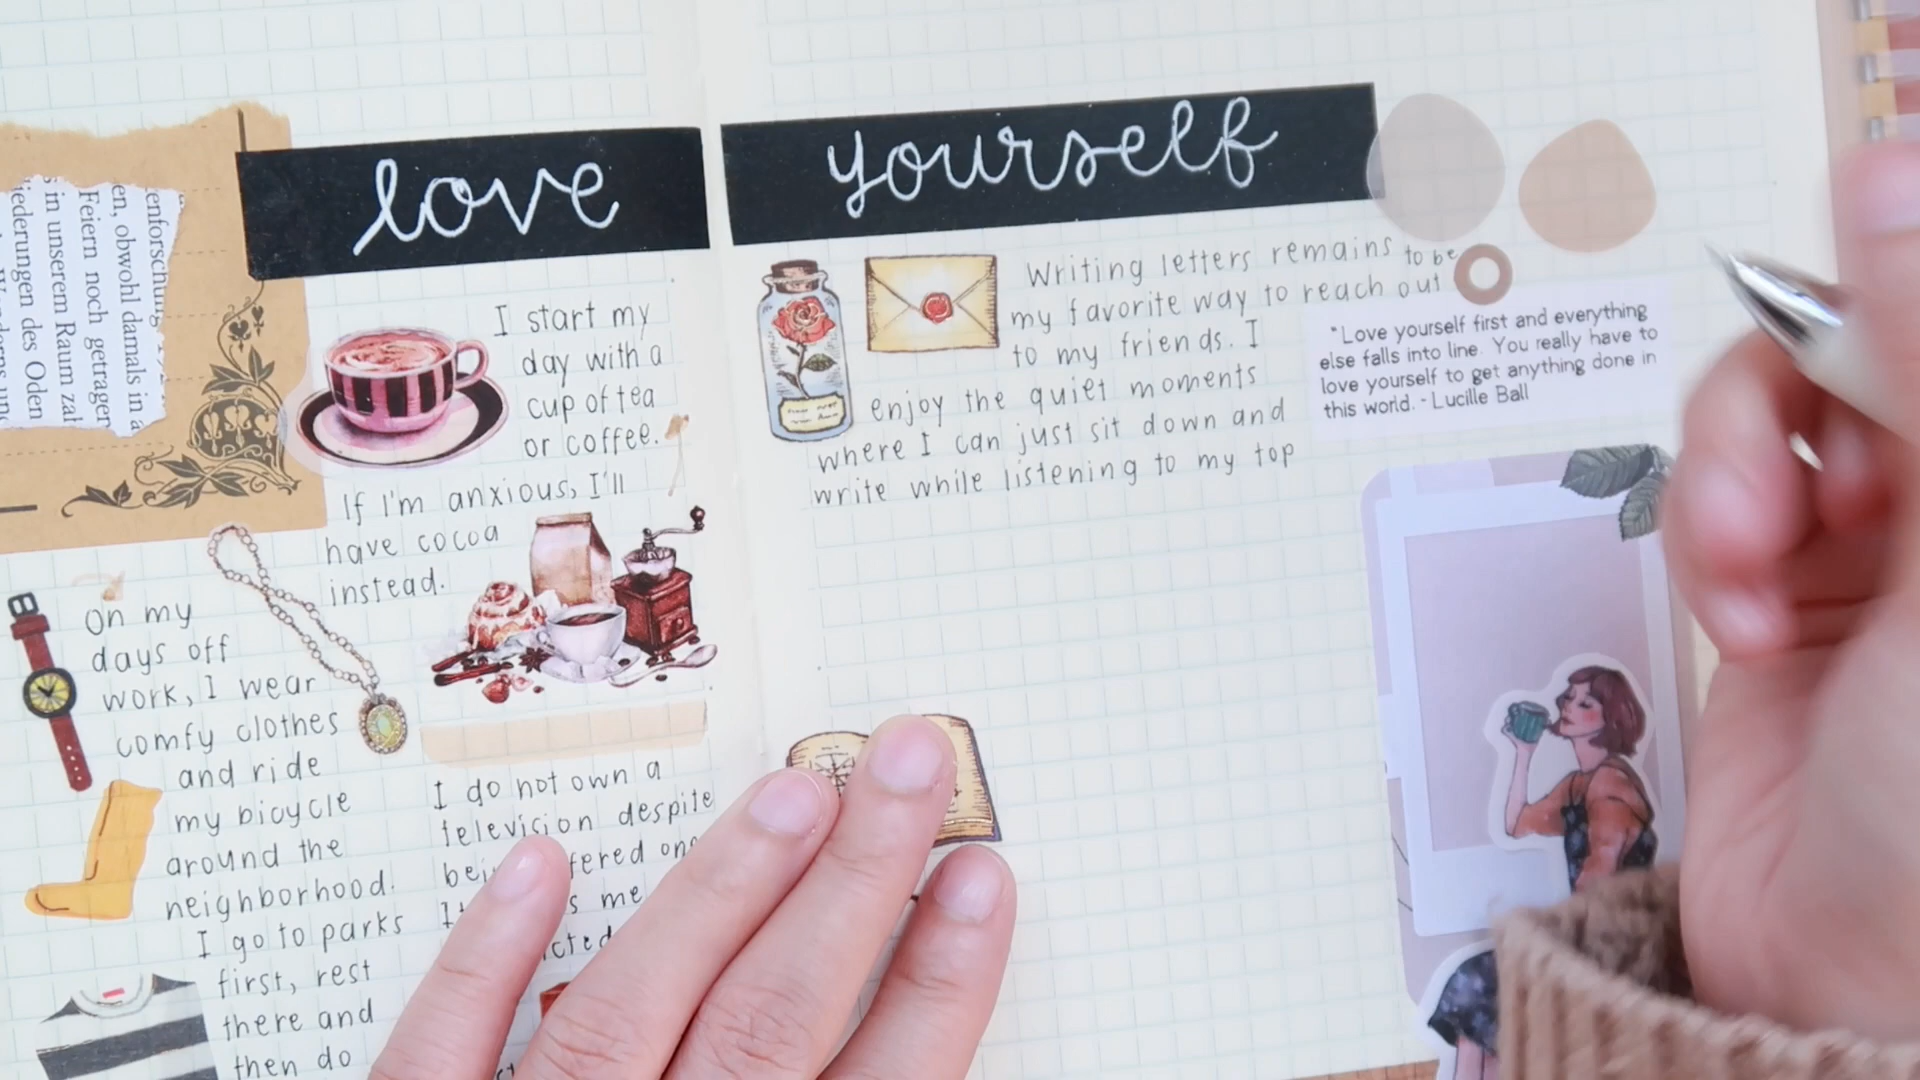 love
yourself
enforschung
en, obwohl damals in
Feiern noch getragen
s in unserem Raum zal
iederungen des Oden
I start my
day with a
cup of tea
or coffee.
If I'm anxious, I'll
have cocoa
instead.
on my
days off
work, I wear
comfy clothes
and ride
my bicycle
around the
neighborhood.
I go to parks
first, rest
there and
then do
I do not own a
television despite
Writing letters remains to be
my favorite way to reach out
to my friends. I
enjoy the quiet moments
where I can just sit down and
write while listening to my top
"Love yourself first and everything
else falls into line. You really have to
love yourself to get anything done in
this world. - Lucille Ball